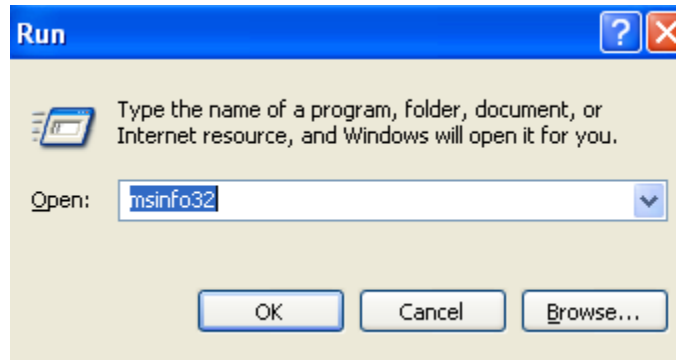 Run
Type the name of a program, folder, document, or
Internet resource, and Windows will open it for you.
Open: msinfo32
OK Cancel Browse...